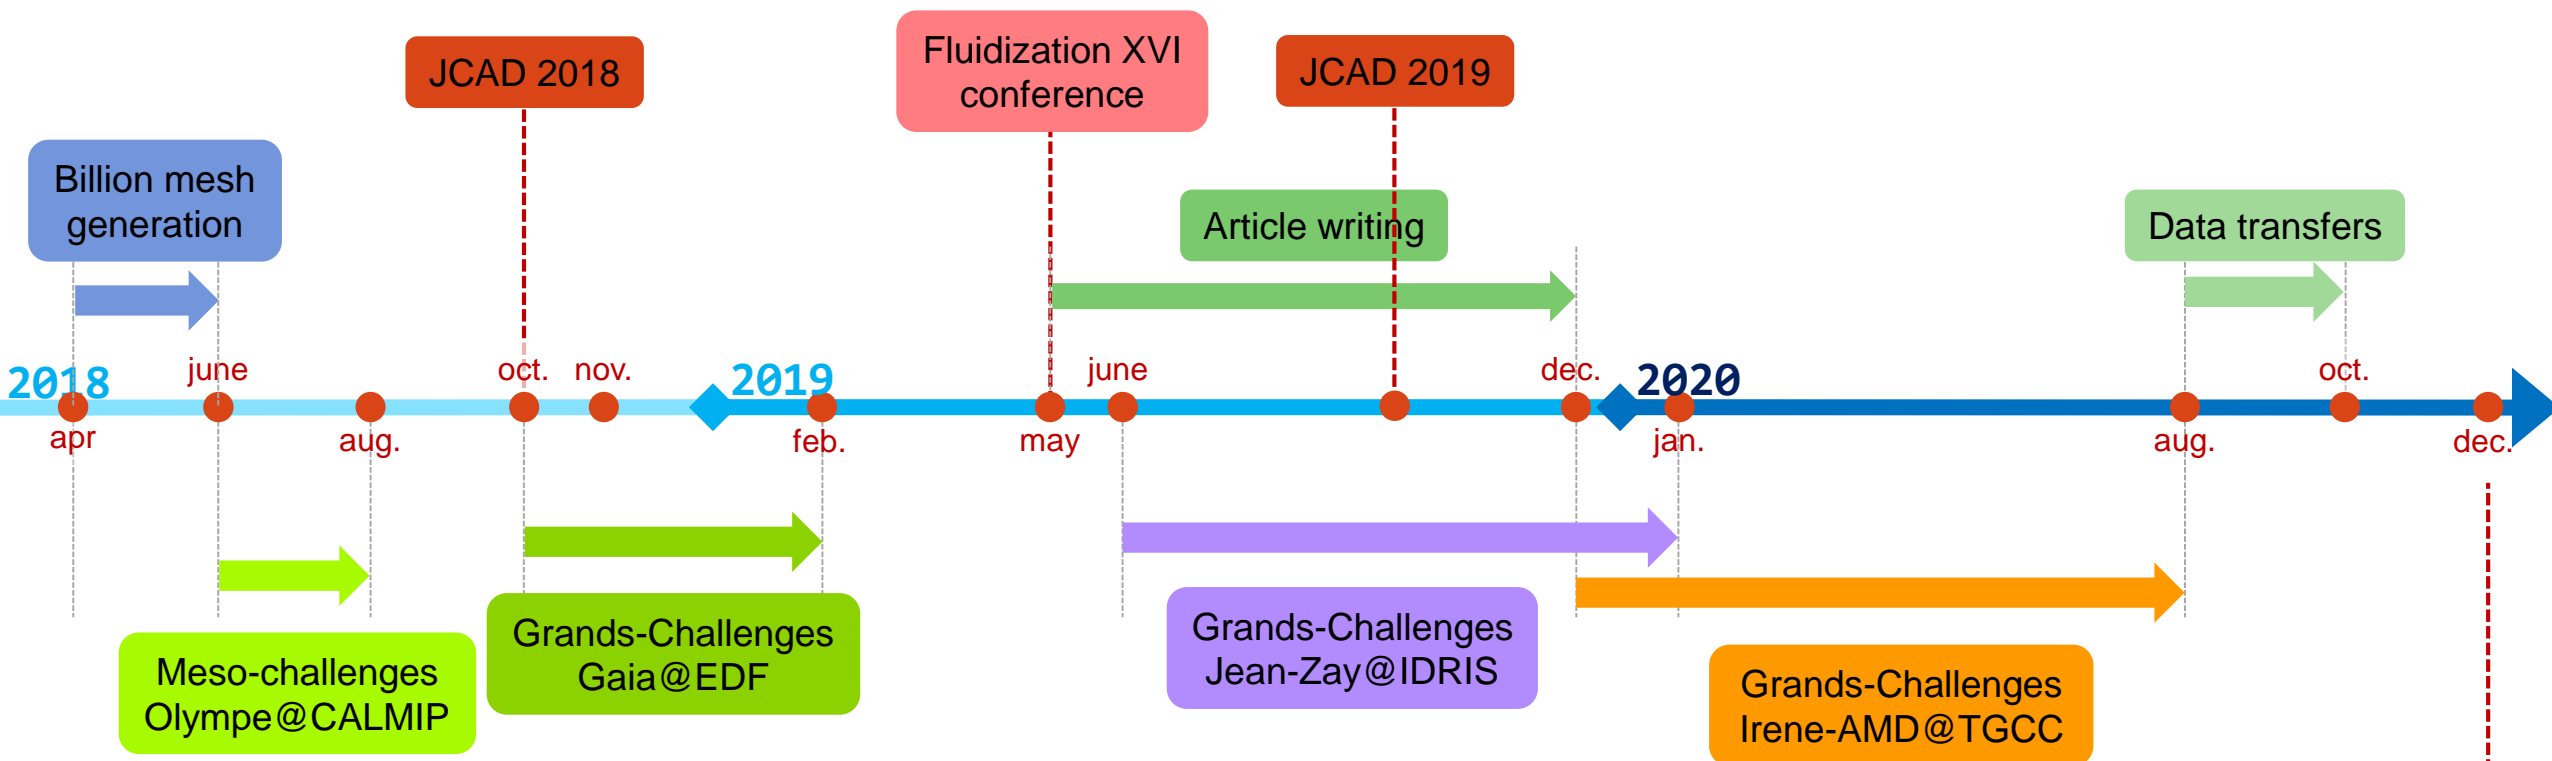 JCAD 2018
Fluidization XVI
conference
JCAD 2019
Billion mesh
generation
Article writing
Data transfers
2018
june
oct.
nov.
2019
june
dec.
2020
oct.
apr
aug.
feb.
may
jan.
aug.
dec.
Meso-challenges
Olympe@CALMIP
Grands-Challenges
Gaia@EDF
Grands-Challenges
Jean-Zay@IDRIS
Grands-Challenges
Irene-AMD@TGCC